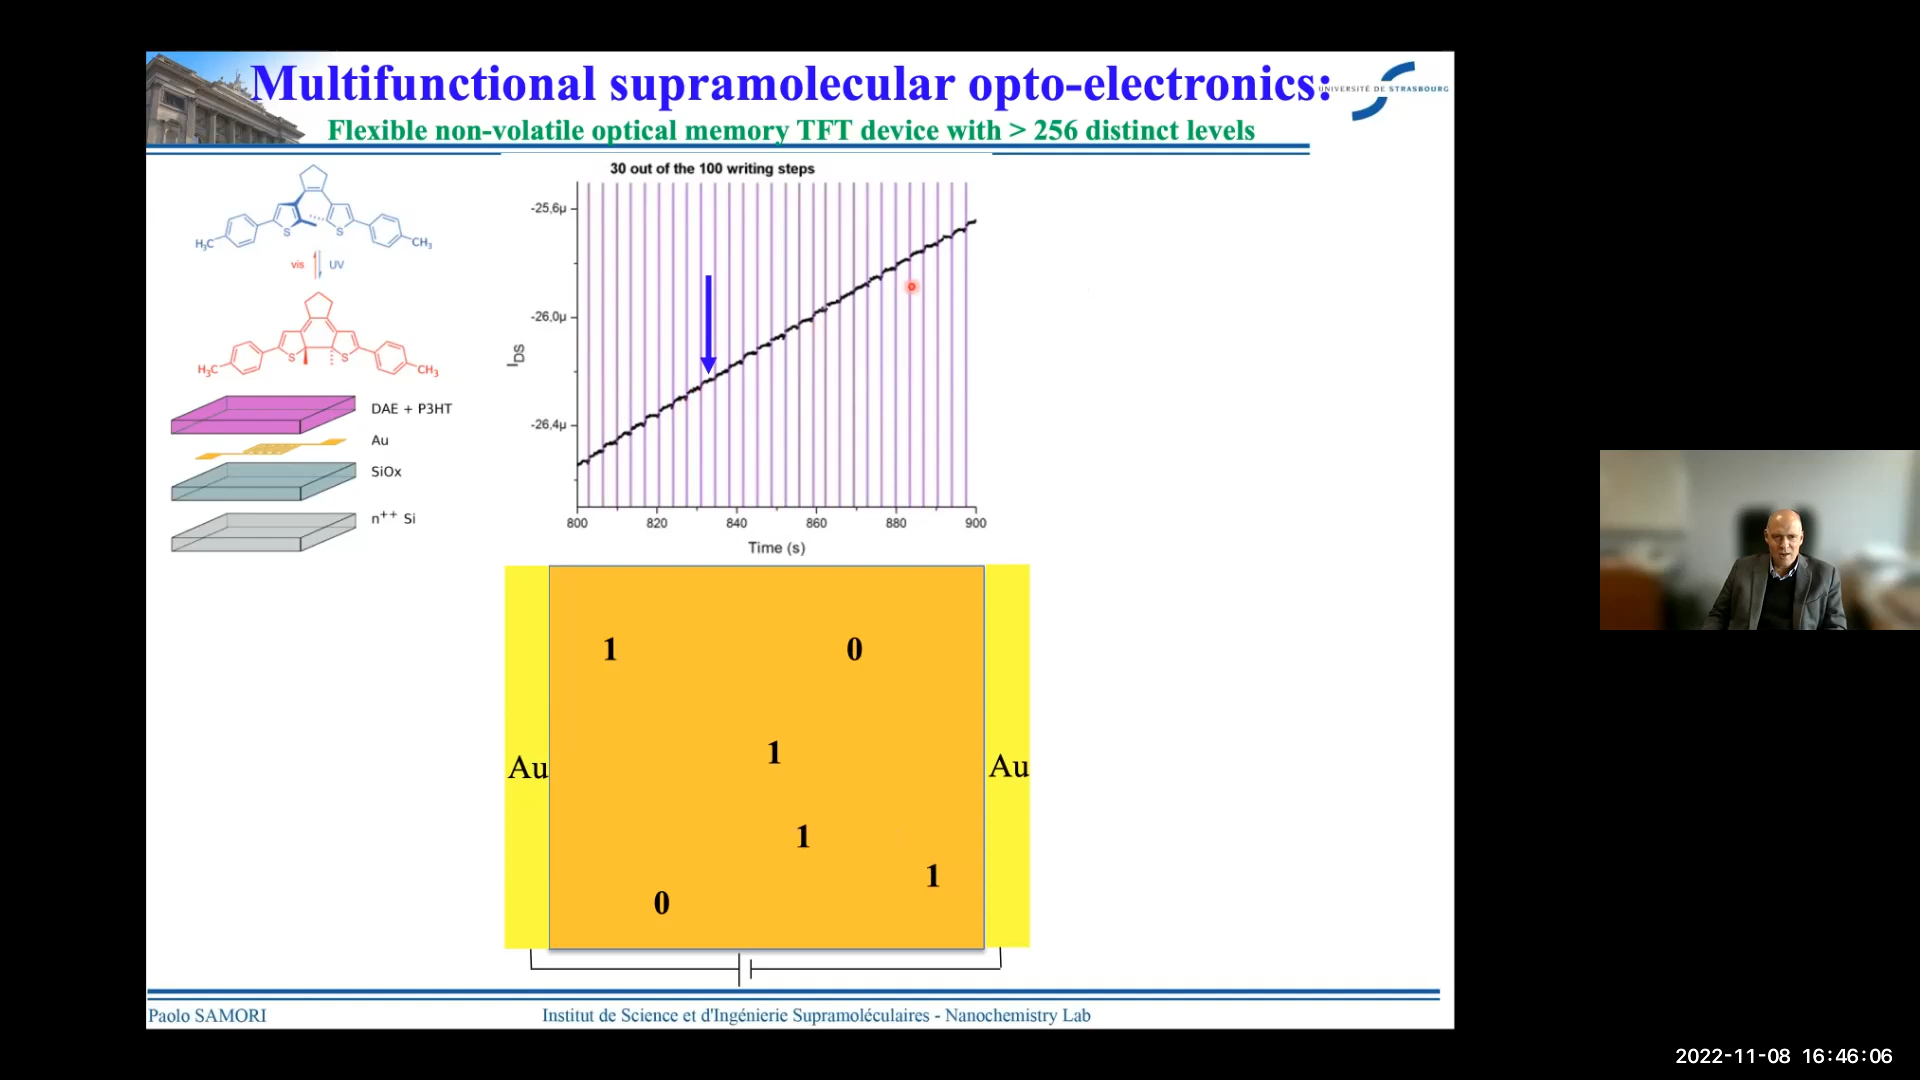 Multifunctional supramolecular opto-electronics:
UNIVERSITÉ DE STRASBOURG
Flexible non-volatile optical memory TFT device with > 256 distinct levels
30 out of the 100 writing steps
S
S
H₃C
CH₃
vis
UV
S
S
H₃C
CH₃
DAE + P3HT
Au
SiOx
n⁺⁺ Si
-25,6µ
-26,0µ
-26,4µ
I_DS
800
820
840
860
880
900
Time (s)
1
0
1
Au
Au
1
1
0
Paolo SAMORI
Institut de Science et d'Ingénierie Supramoléculaires - Nanochemistry Lab
2022-11-08 16:46:06